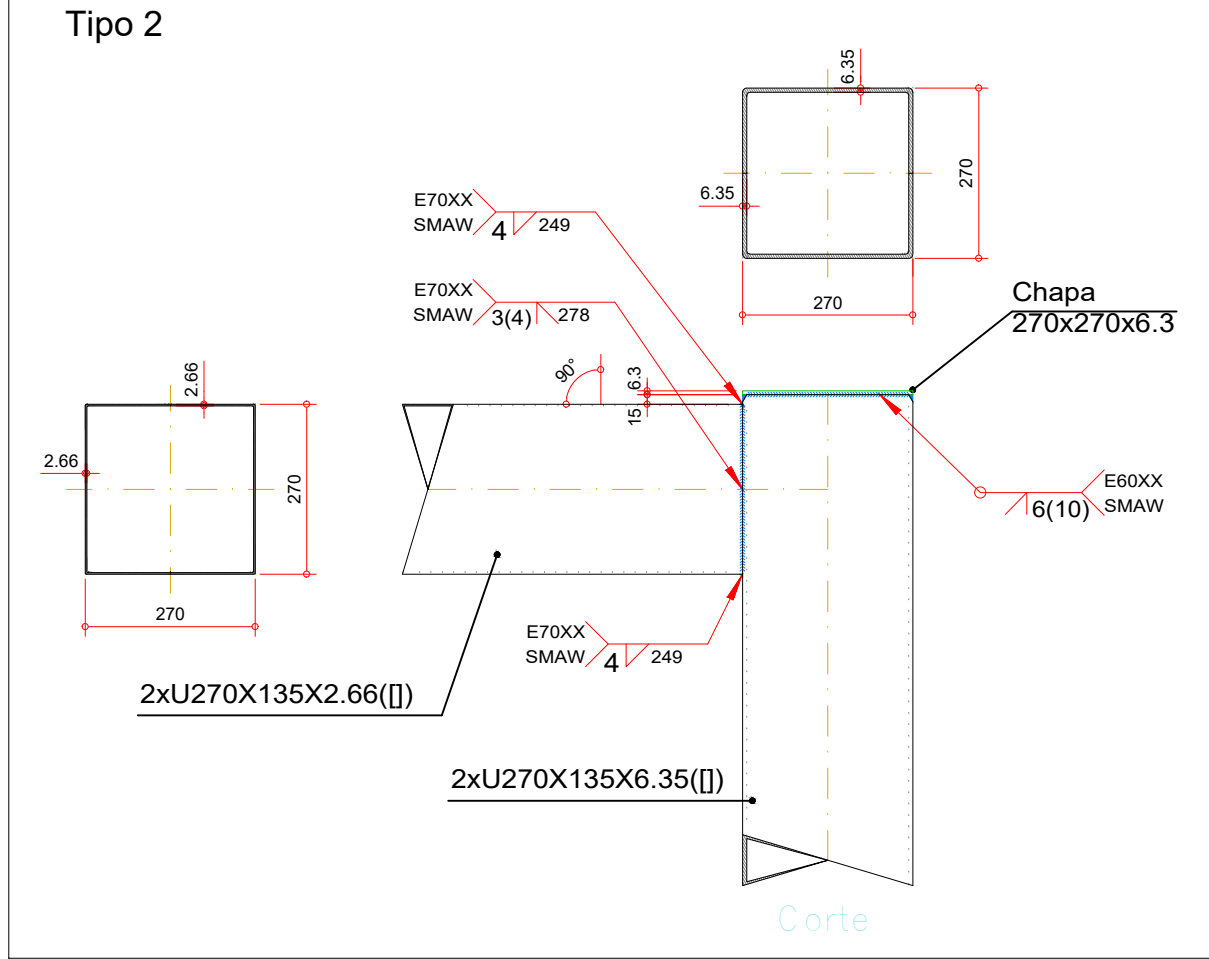 Tipo 2
6.35
270
6.35
270
E70XX
SMAW
4
249
E70XX
SMAW
3(4)
278
Chapa
270x270x6.3
2.66
2.66
270
270
90°
6.3
15
E60XX
SMAW
6(10)
E70XX
SMAW
4
249
2xU270X135X2.66([])
2xU270X135X6.35([])
Corte